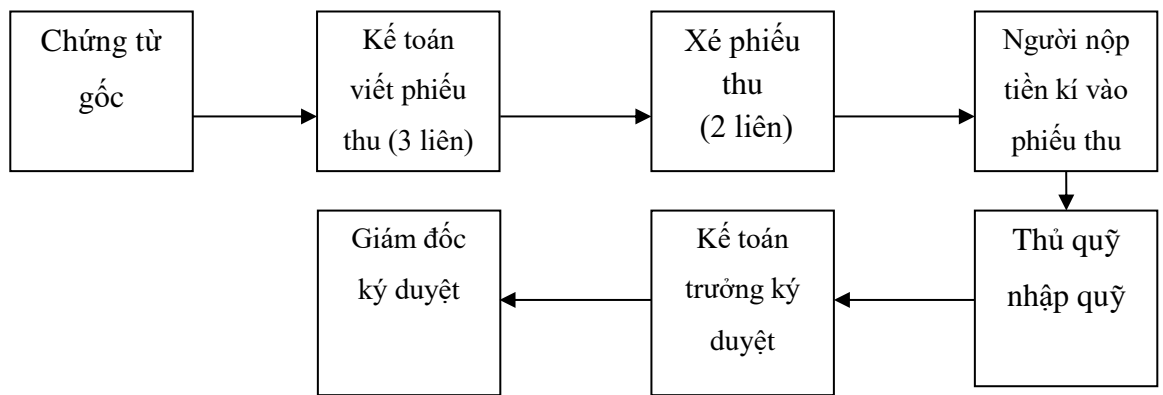 Chứng từ
gốc
Kế toán
viết phiếu
thu (3 liên)
Xé phiếu
thu
(2 liên)
Người nộp
tiền kí vào
phiếu thu
Thủ quỹ
nhập quỹ
Kế toán
trưởng ký
duyệt
Giám đốc
ký duyệt